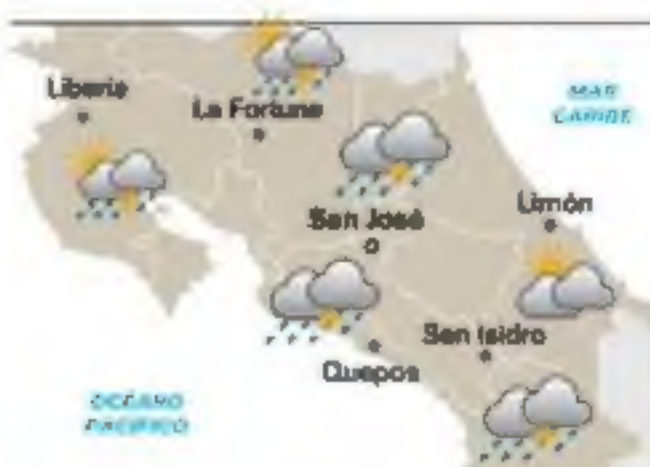 Liberia
La Fortuna
MAR
CARIBE
San José
Limón
San Isidro
Quepos
OCÉANO
PACÍFICO